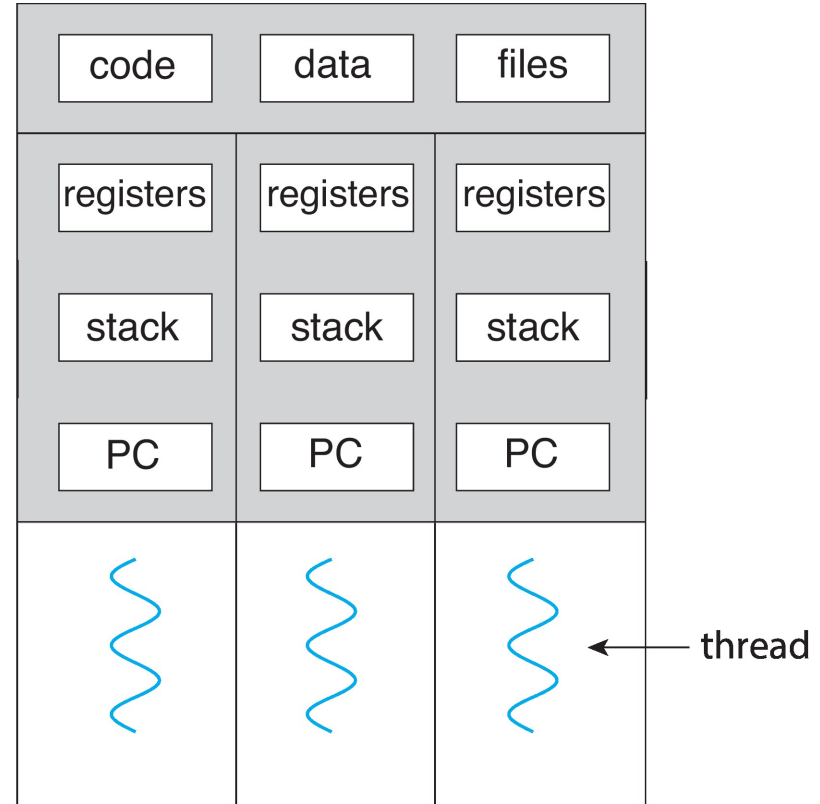 code data files
registers registers registers
stack stack stack
PC PC PC
thread